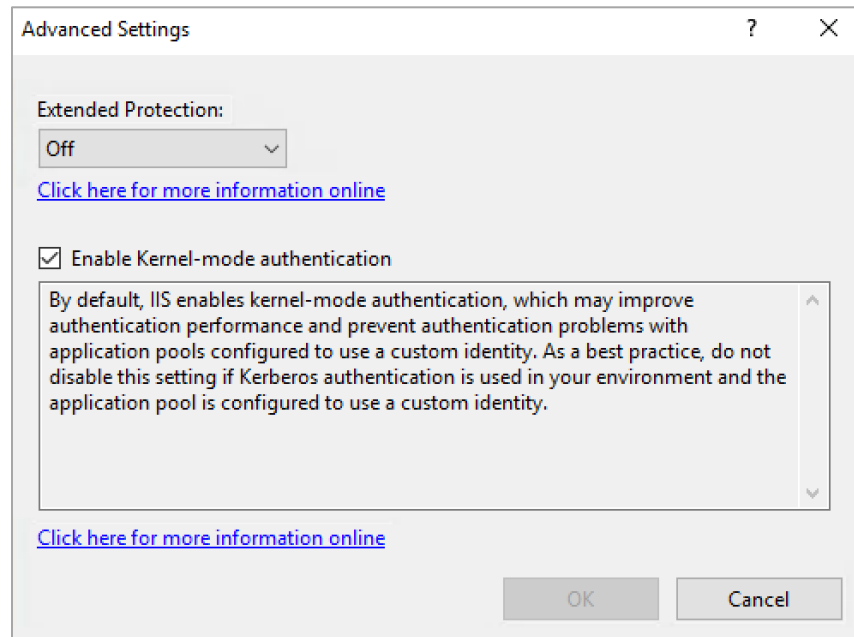 Advanced Settings
?
Extended Protection:
Off
Click here for more information online
Enable Kernel-mode authentication
By default, IIS enables kernel-mode authentication, which may improve
authentication performance and prevent authentication problems with
application pools configured to use a custom identity. As a best practice, do not
disable this setting if Kerberos authentication is used in your environment and the
application pool is configured to use a custom identity.
Click here for more information online
OK
Cancel